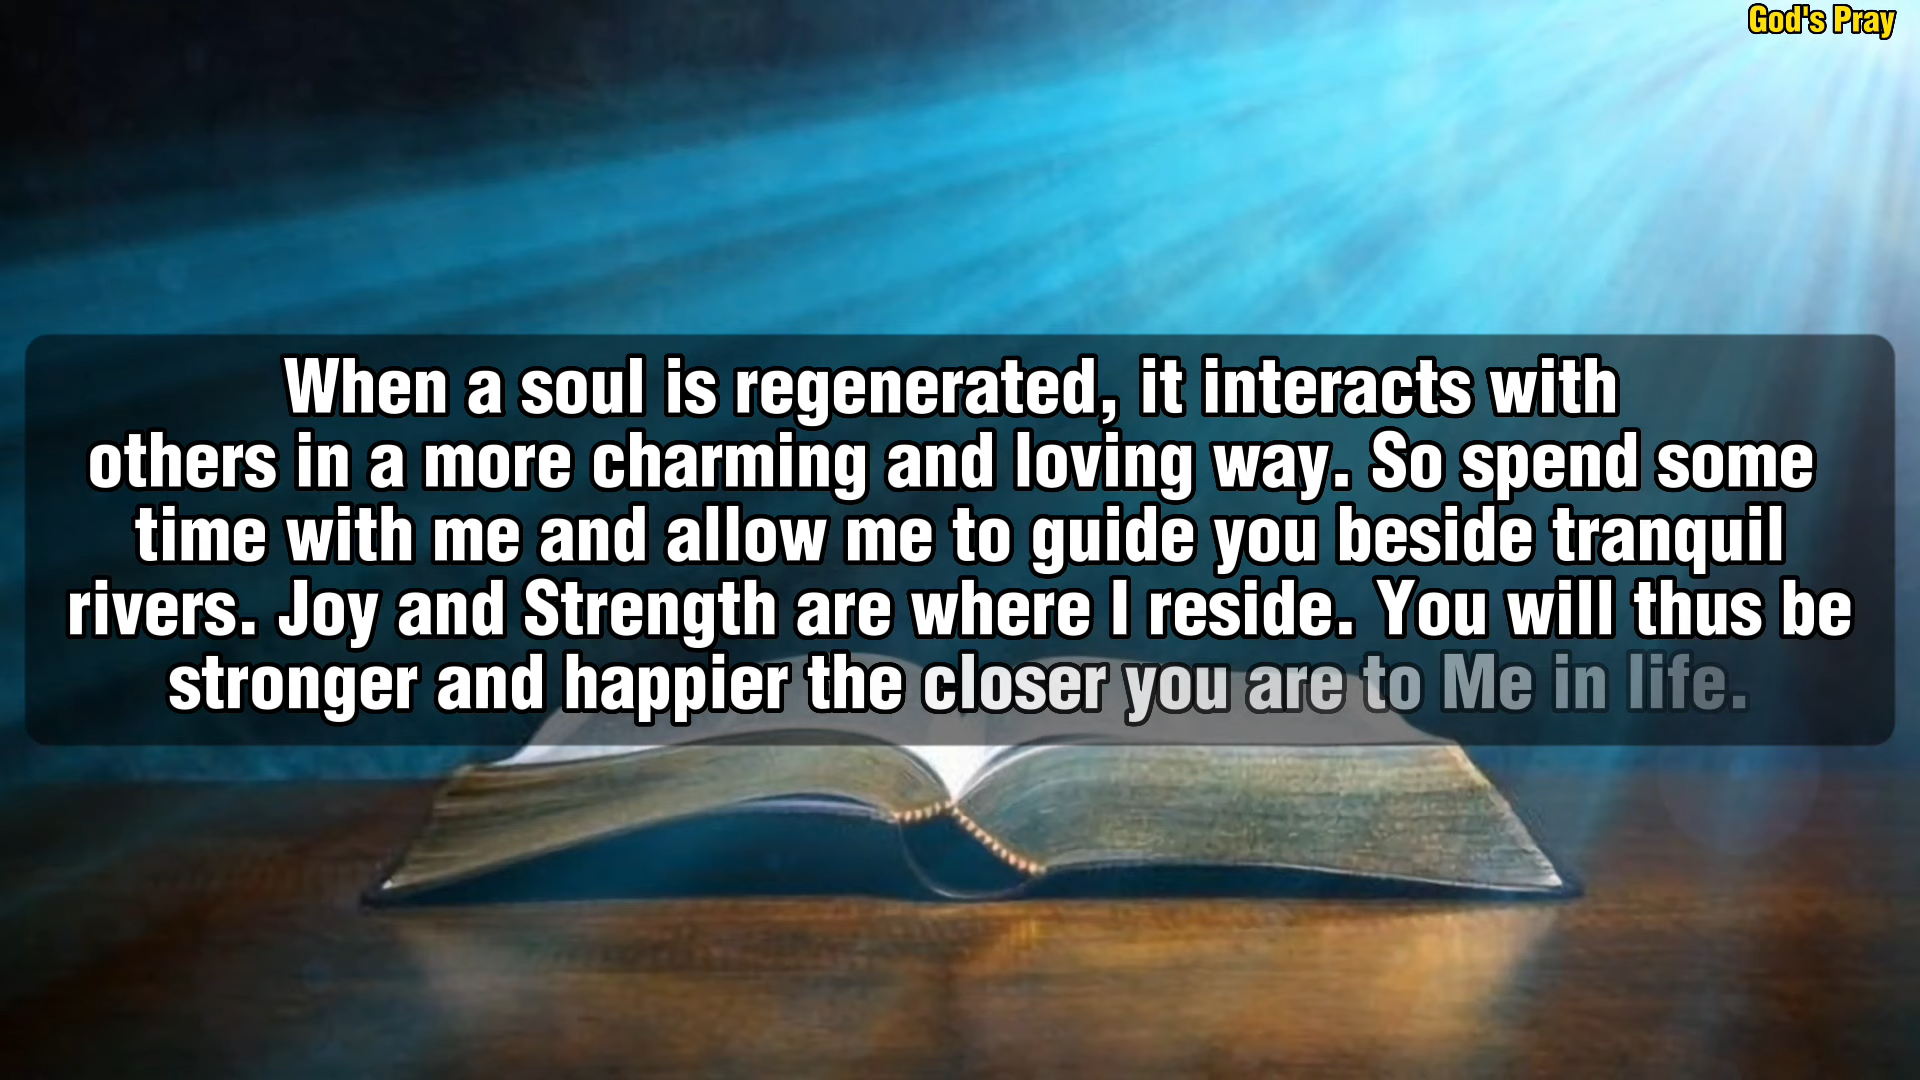 God's Pray
When a soul is regenerated, it interacts with
others in a more charming and loving way. So spend some
time with me and allow me to guide you beside tranquil
rivers. Joy and Strength are where I reside. You will thus be
stronger and happier the closer you are to Me in life.